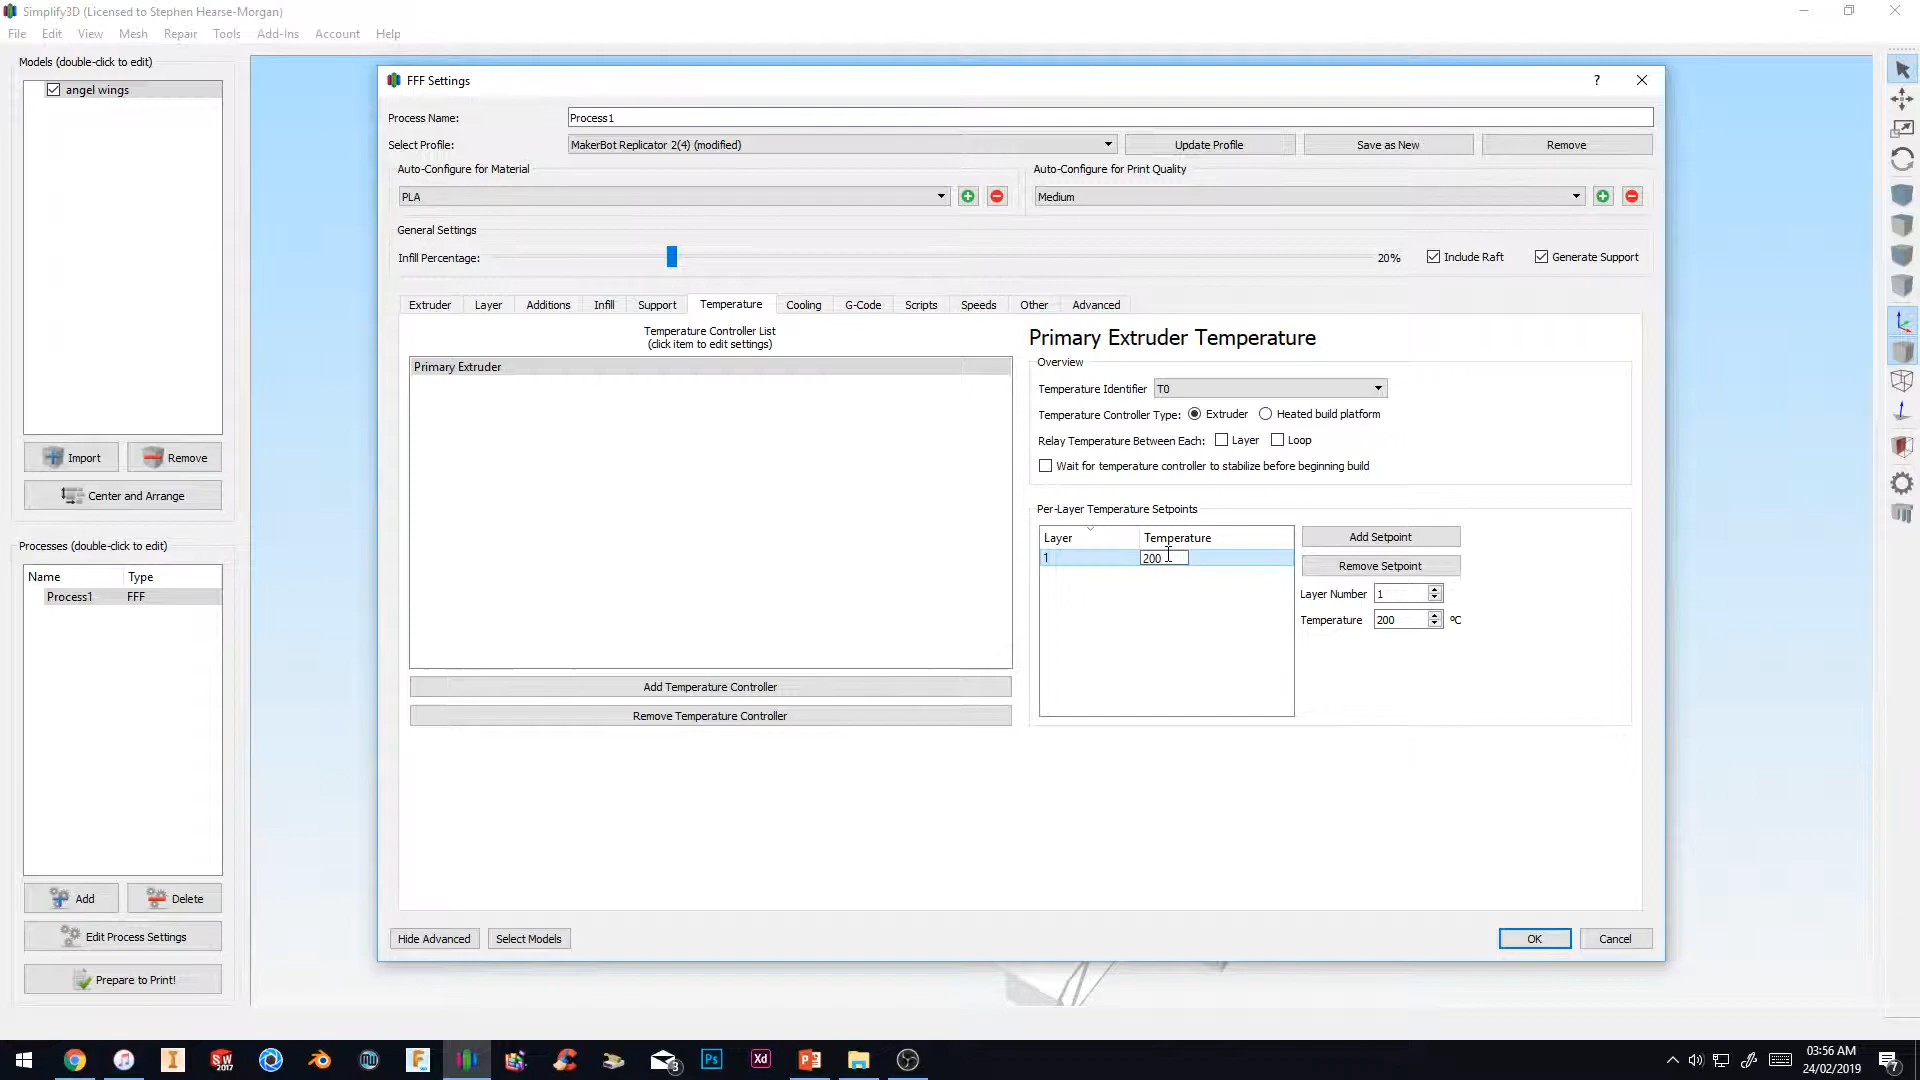 Simplify3D (Licensed to Stephen Hearse-Morgan)
File Edit View Mesh Repair Tools Add-Ins Account Help
Models (double-click to edit)
angel wings
Import Remove
Center and Arrange
Processes (double-click to edit)
Name Type
Process1 FFF
Add Delete
Edit Process Settings
Prepare to Print!
FFF Settings ?
Process Name: Process1
Select Profile: MakerBot Replicator 2(4) (modified) Update Profile Save as New Remove
Auto-Configure for Material Auto-Configure for Print Quality
PLA Medium
General Settings
Infill Percentage: 20% Include Raft Generate Support
Extruder Layer Additions Infill Support Temperature Cooling G-Code Scripts Speeds Other Advanced
Temperature Controller List
(click item to edit settings)
Primary Extruder
Add Temperature Controller
Remove Temperature Controller
Primary Extruder Temperature
Overview
Temperature Identifier T0
Temperature Controller Type: Extruder Heated build platform
Relay Temperature Between Each: Layer Loop
Wait for temperature controller to stabilize before beginning build
Per-Layer Temperature Setpoints
Layer Temperature
1 200
Add Setpoint
Remove Setpoint
Layer Number 1
Temperature 200 ºC
Hide Advanced Select Models OK Cancel
SW 2017
Ps Xd
3
03:56 AM
24/02/2019
7